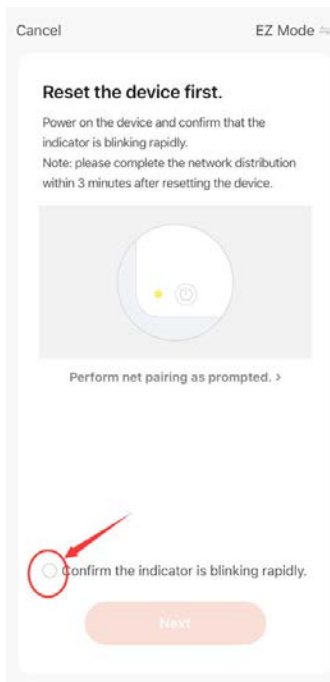 Cancel
EZ Mode
Reset the device first.
Power on the device and confirm that the
indicator is blinking rapidly.
Note: please complete the network distribution
within 3 minutes after resetting the device.
Perform net pairing as prompted. >
Confirm the indicator is blinking rapidly.
Next